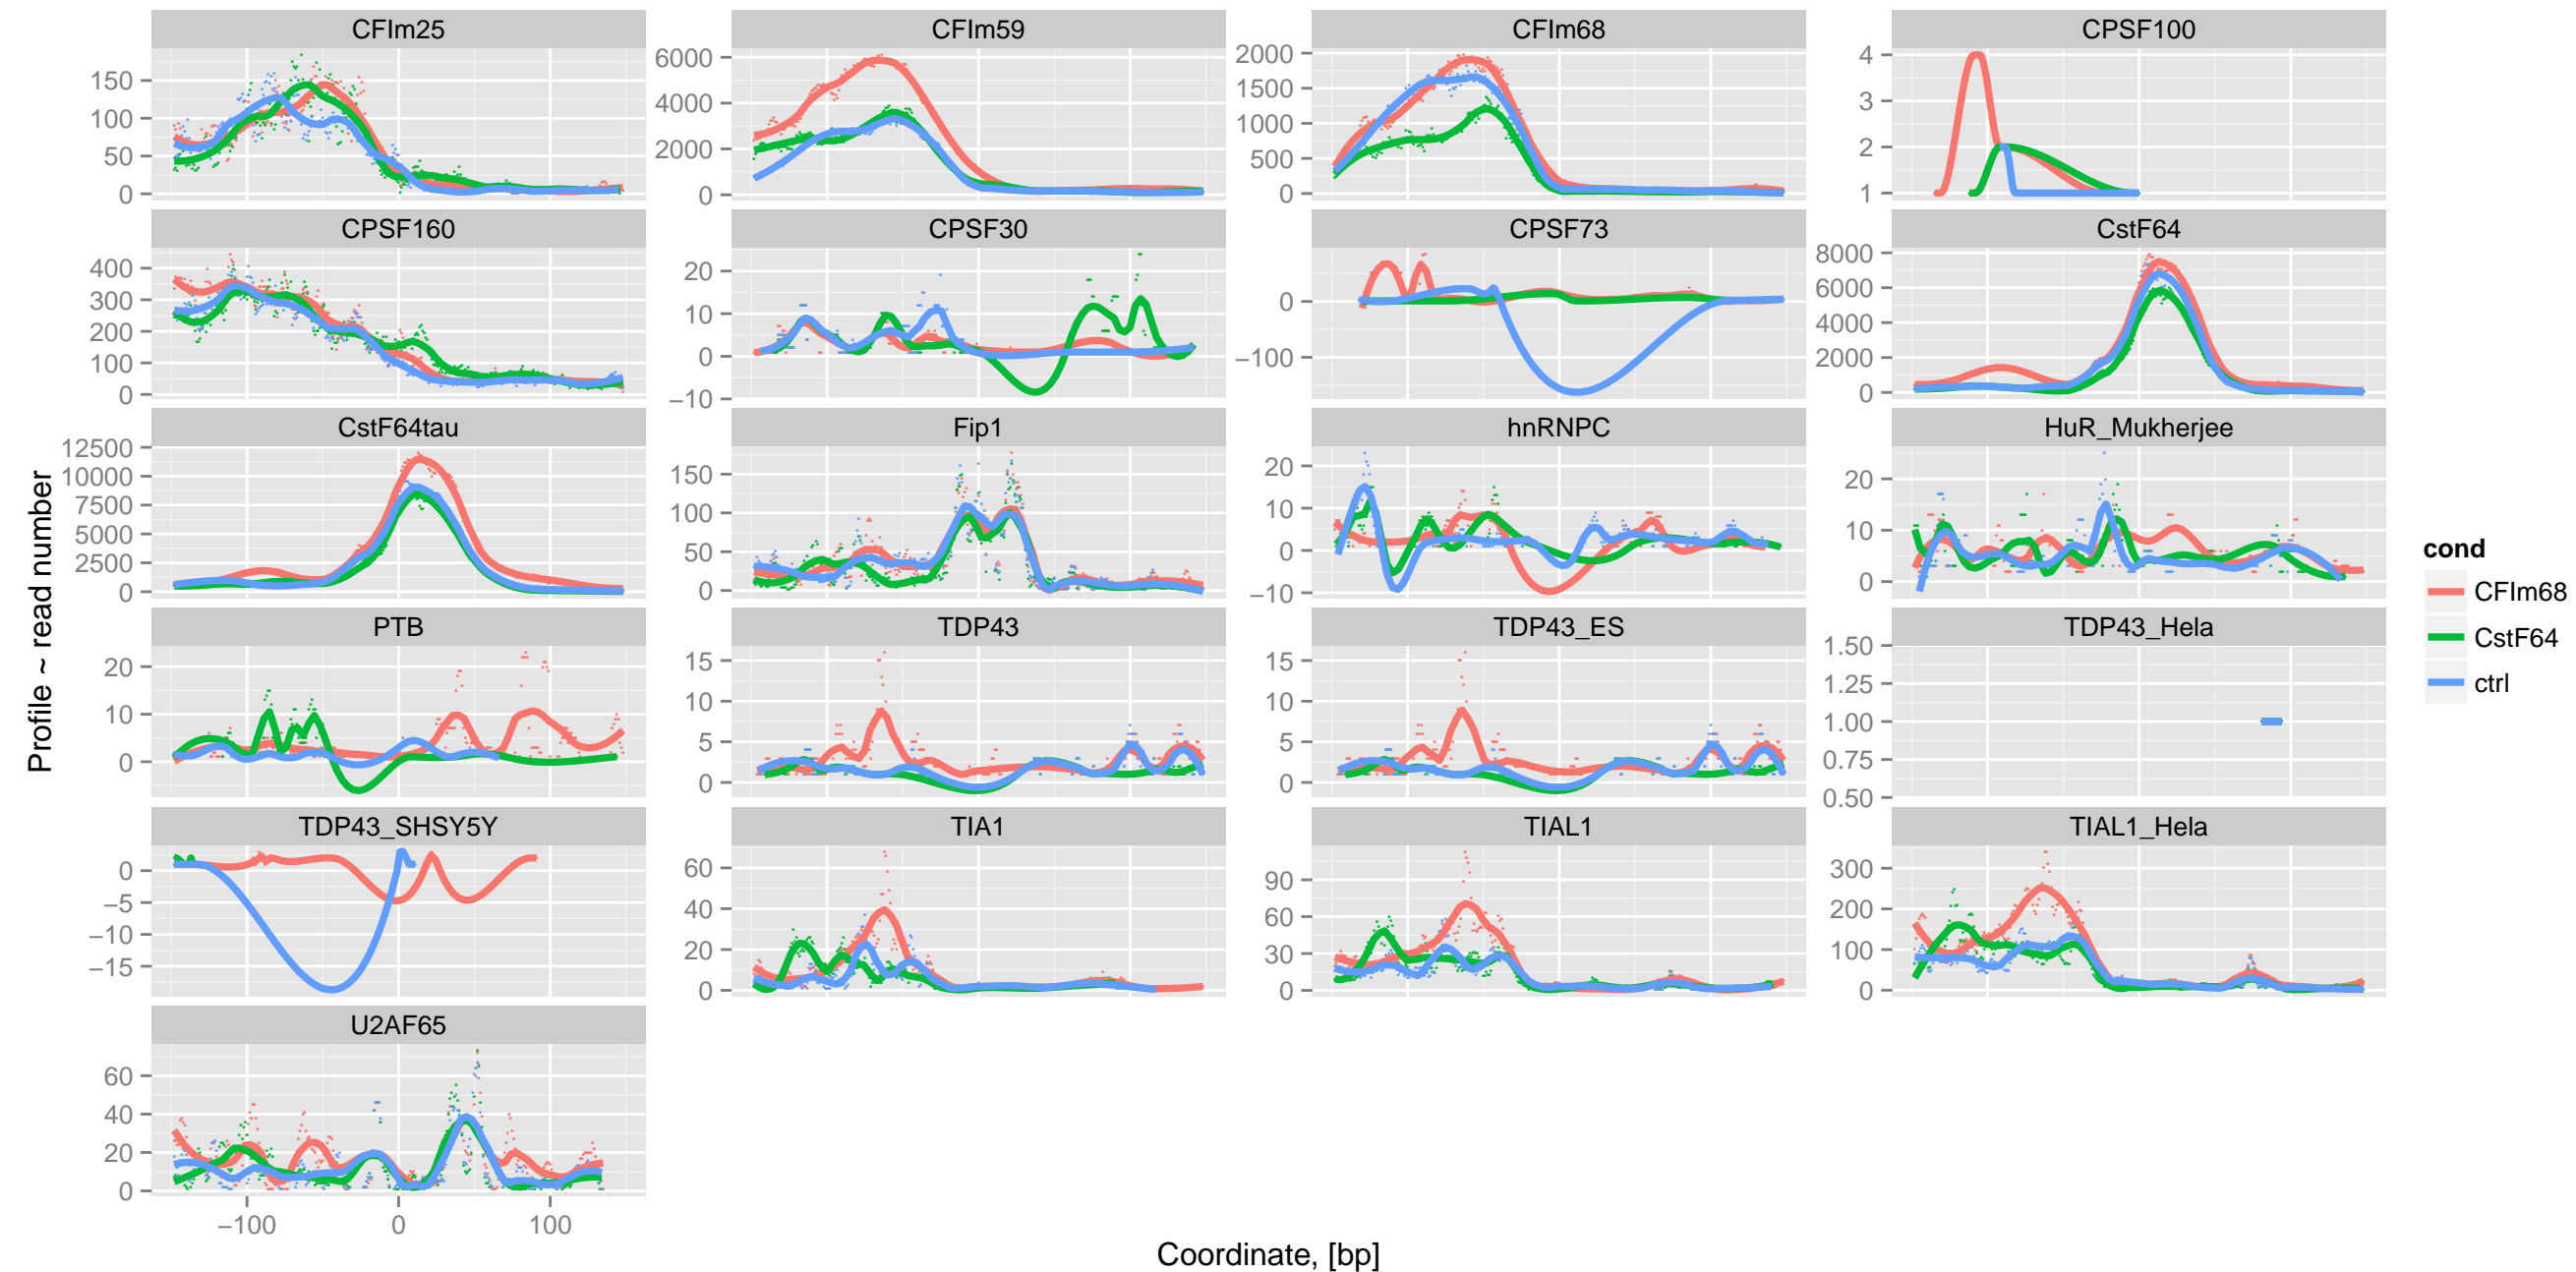 CFIm25 CFIm59 CFIm68 CPSF100
150 100 50 0
6000 4000 2000 0
2000 1500 1000 500 0
4 3 2 1
CPSF160 CPSF30 CPSF73 CstF64
400 300 200 100 0
20 10 0 −10
0 −100
8000 6000 4000 2000 0
CstF64tau Fip1 hnRNPC HuR_Mukherjee
12500 10000 7500 5000 2500 0
150 100 50 0
20 10 0 −10
20 10 0
PTB TDP43 TDP43_ES TDP43_Hela
20 10 0
15 10 5 0
15 10 5 0
1.50 1.25 1.00 0.75 0.50
TDP43_SHSY5Y TIA1 TIAL1 TIAL1_Hela
0 −5 −10 −15
60 40 20 0
90 60 30 0
300 200 100 0
U2AF65
60 40 20 0
−100 0 100
Coordinate, [bp]
Profile ~ read number
cond
CFIm68
CstF64
ctrl